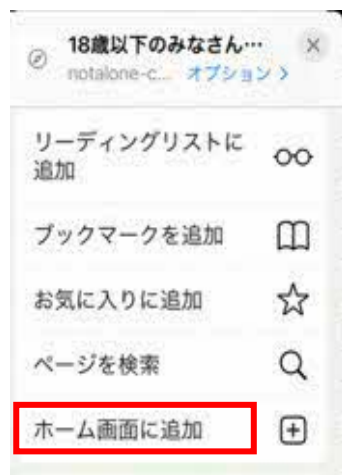 18歳以下のみなさん…
notalone-c... オプション >
リーディングリストに
追加
ブックマークを追加
お気に入りに追加
ページを検索
ホーム画面に追加